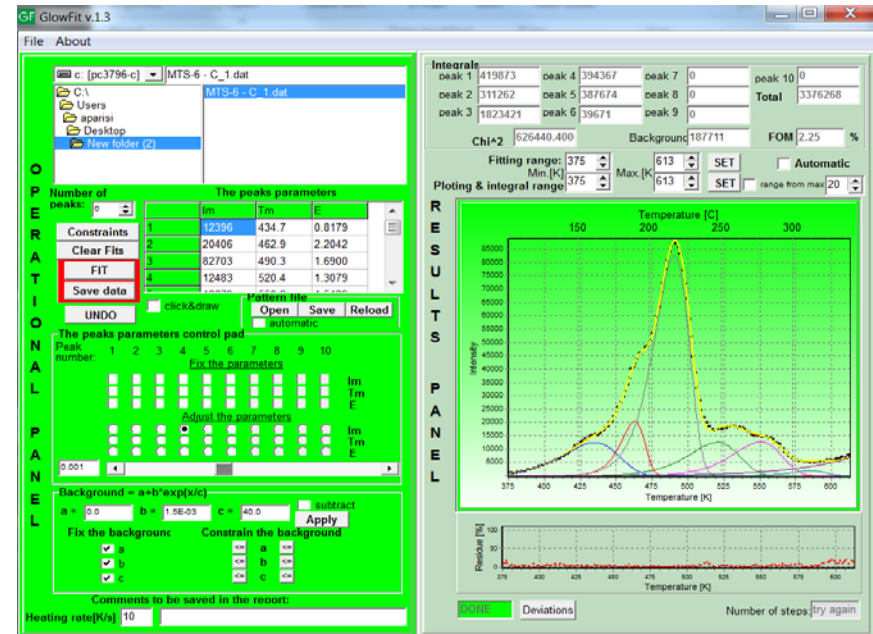 GF GlowFit v.1.3
File About
c: [pc3796-c] MTS-6 - C_1.dat
C:\
Users
aparisi
Desktop
New folder (2)
MTS-6 - C_1.dat
OPERATIONAL PANEL
Number of peaks:
The peaks parameters
Im Tm E
1 12396 434.7 0.8179
2 20406 462.9 2.2042
3 82703 490.3 1.6900
4 12483 520.4 1.3079
Constraints
Clear Fits
FIT
Save data
UNDO
click&draw
Pattern file
Open Save Reload
automatic
The peaks parameters control pad
Peak number: 1 2 3 4 5 6 7 8 9 10
Fix the parameters
Im
Tm
E
Adjust the parameters
Im
Tm
E
0.001
Background = a+b*exp(x/c)
a = 0.0 b = 1.5E-03 c = 40.0
subtract
Apply
Fix the background Constrain the background
a <= a <=
b <= b <=
c <= c <=
Comments to be saved in the report:
Heating rate[K/s] 10
Integrals
peak 1 419873 peak 4 394367 peak 7 0 peak 10 0
peak 2 311262 peak 5 387674 peak 8 0 Total 3376268
peak 3 1823421 peak 6 39671 peak 9 0
Chi^2 626440.400 Background 187711 FOM 2.25 %
Fitting range: 375 613 SET Automatic
Min.[K] Max.[K
Ploting & integral range 375 613 SET range from max 20
RESULTS PANEL
Temperature [C]
150 200 250 300
Intensity
85000
80000
75000
70000
65000
60000
55000
50000
45000
40000
35000
30000
25000
20000
15000
10000
375 400 425 450 475 500 525 550 575 600
Temperature [K]
Residue [%]
100
50
0
375 400 425 450 475 500 525 550 575 600
Temperature [K]
DONE Deviations Number of steps: try again